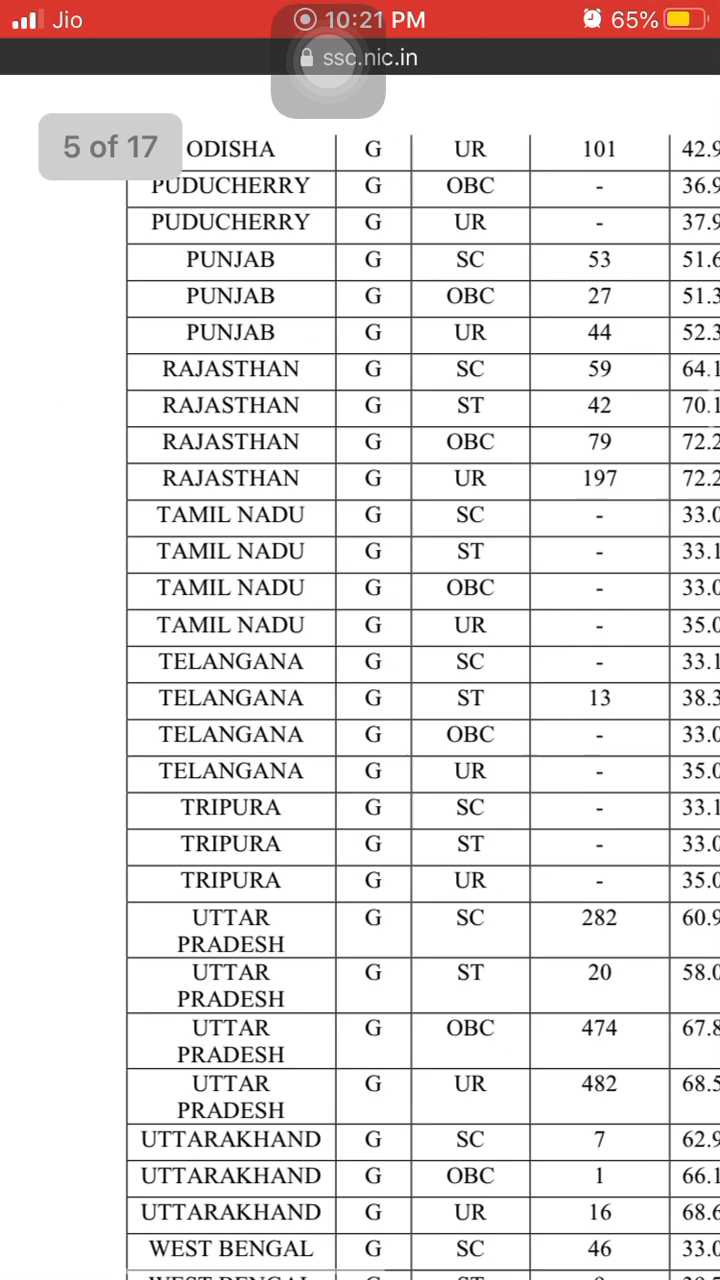 Jio 10:21 PM 65%
ssc.nic.in
5 of 17
ODISHA G UR 101 42.9
PUDUCHERRY G OBC - 36.9
PUDUCHERRY G UR - 37.9
PUNJAB G SC 53 51.6
PUNJAB G OBC 27 51.3
PUNJAB G UR 44 52.3
RAJASTHAN G SC 59 64.1
RAJASTHAN G ST 42 70.1
RAJASTHAN G OBC 79 72.2
RAJASTHAN G UR 197 72.2
TAMIL NADU G SC - 33.0
TAMIL NADU G ST - 33.1
TAMIL NADU G OBC - 33.0
TAMIL NADU G UR - 35.0
TELANGANA G SC - 33.1
TELANGANA G ST 13 38.3
TELANGANA G OBC - 33.0
TELANGANA G UR - 35.0
TRIPURA G SC - 33.1
TRIPURA G ST - 33.0
TRIPURA G UR - 35.0
UTTAR G SC 282 60.9
PRADESH
UTTAR G ST 20 58.0
PRADESH
UTTAR G OBC 474 67.8
PRADESH
UTTAR G UR 482 68.5
PRADESH
UTTARAKHAND G SC 7 62.9
UTTARAKHAND G OBC 1 66.1
UTTARAKHAND G UR 16 68.6
WEST BENGAL G SC 46 33.0